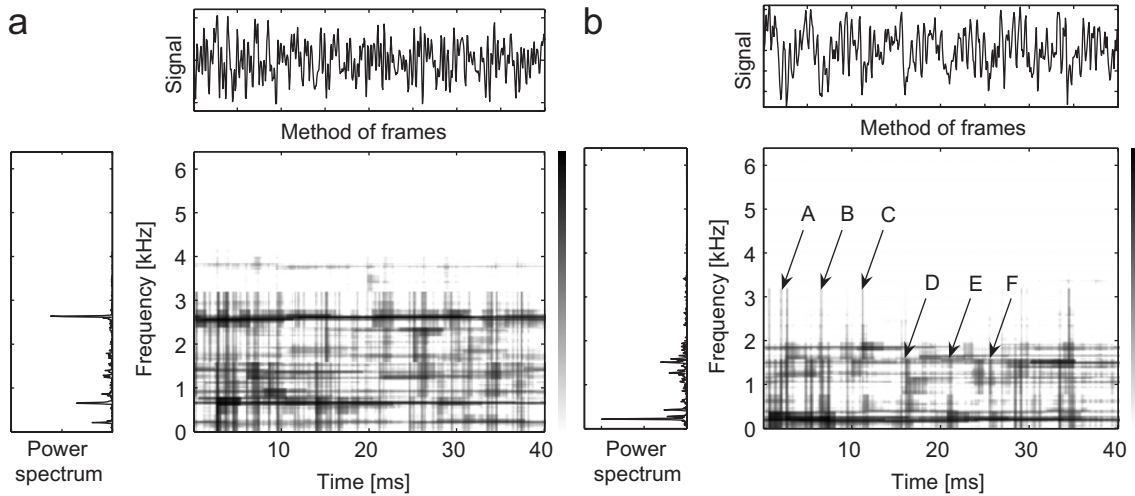 a
Signal
Method of frames
Frequency [kHz]
6
5
4
3
2
1
0
0 10 20 30 40
Time [ms]
Power
spectrum
b
Signal
Method of frames
Frequency [kHz]
6
5
4
3
2
1
0
A B C
D E F
0 10 20 30 40
Time [ms]
Power
spectrum